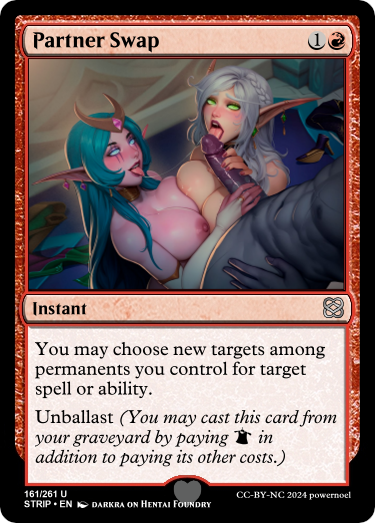 Partner Swap 1
Instant
You may choose new targets among
permanents you control for target
spell or ability.
Unballast (You may cast this card from
your graveyard by paying in
addition to paying its other costs.)
161/261 U
STRIP • EN DARKRA ON HENTAI FOUNDRY
CC-BY-NC 2024 powernoel